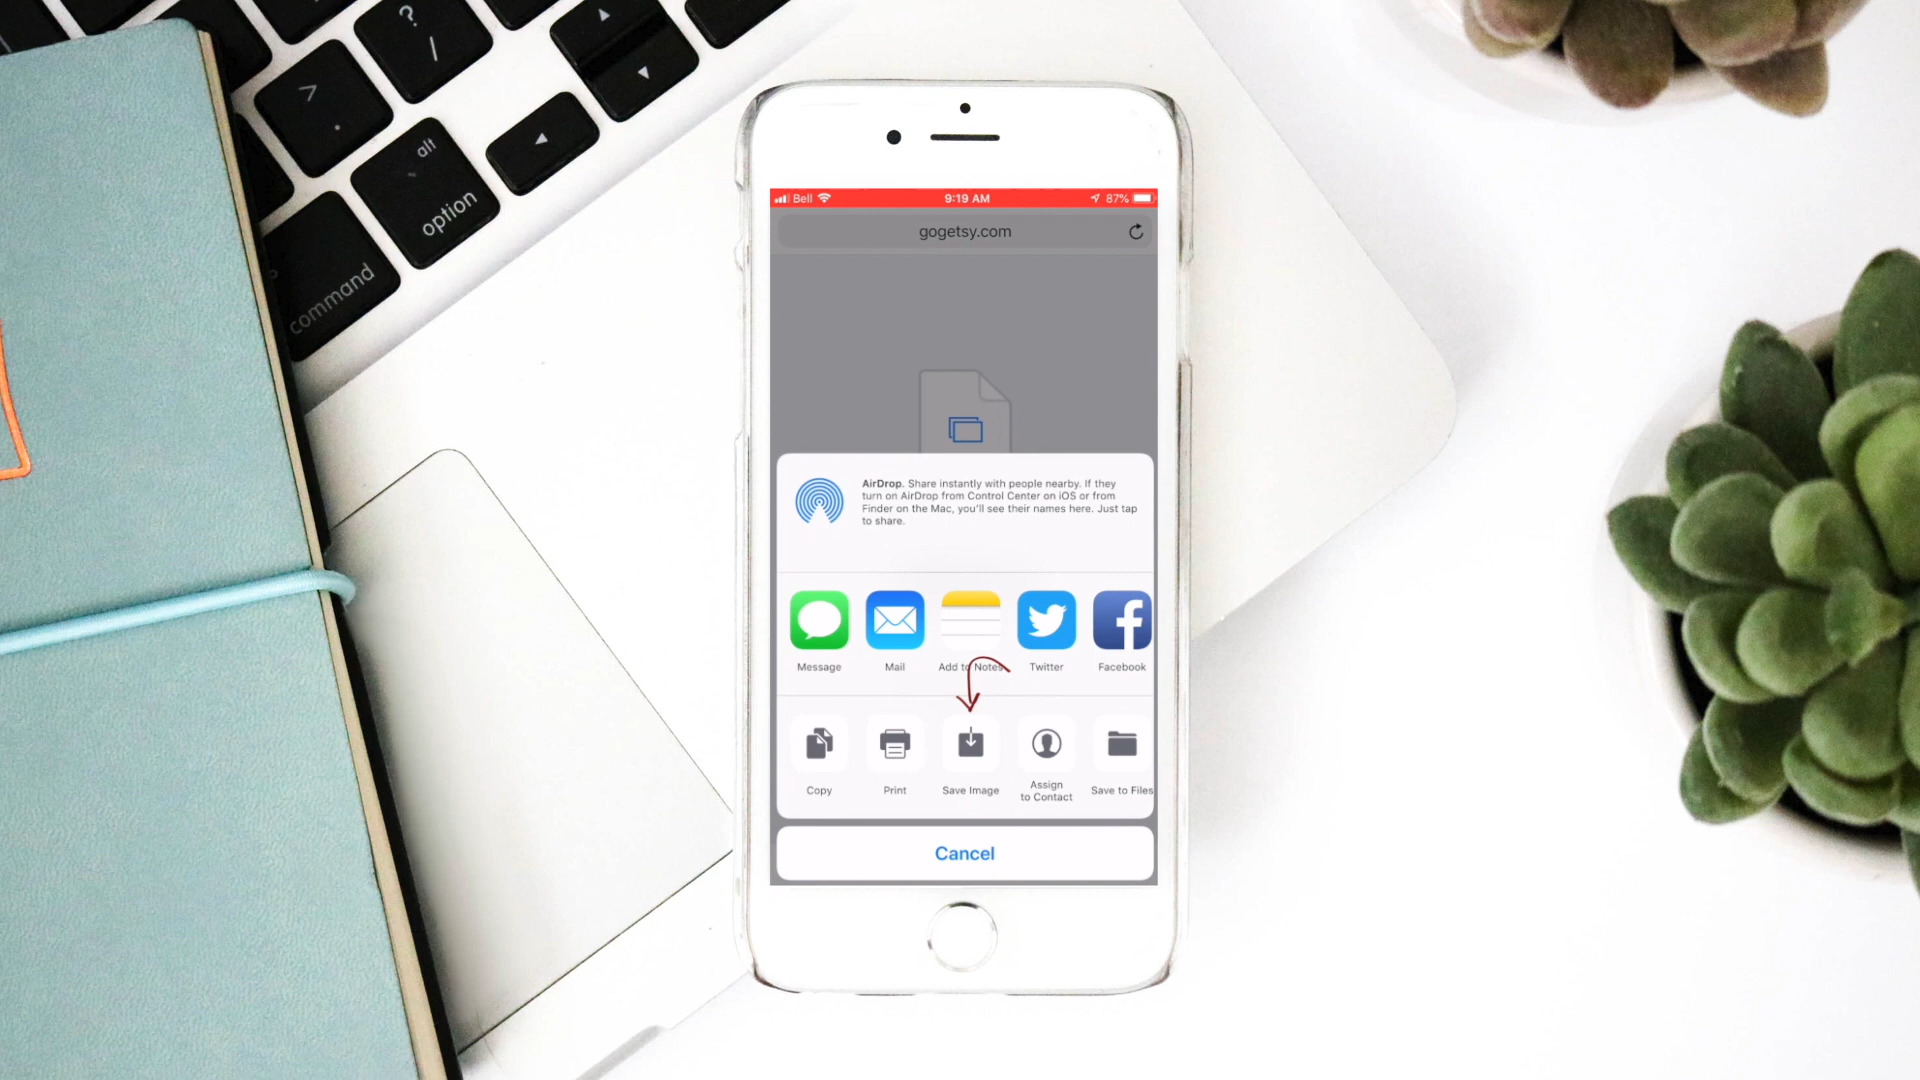 ?
/
>
.
alt
option
command
Bell
9:19 AM
87%
gogetsy.com
AirDrop. Share instantly with people nearby. If they
turn on AirDrop from Control Center on iOS or from
Finder on the Mac, you'll see their names here. Just tap
to share.
Message
Mail
Add to Notes
Twitter
Facebook
Copy
Print
Save Image
Assign
to Contact
Save to Files
Cancel